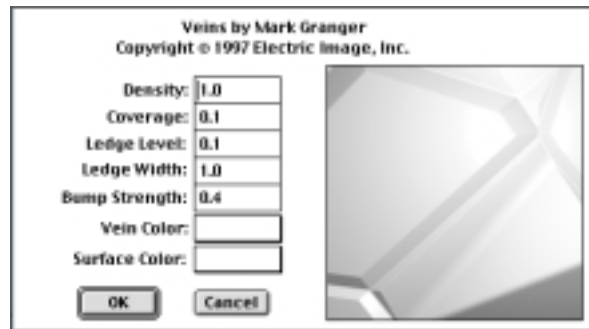 Veins by Mark Granger
Copyright © 1997 Electric Image, Inc.
Density: 1.0
Coverage: 0.1
Ledge Level: 0.1
Ledge Width: 1.0
Bump Strength: 0.4
Vein Color:
Surface Color:
OK Cancel